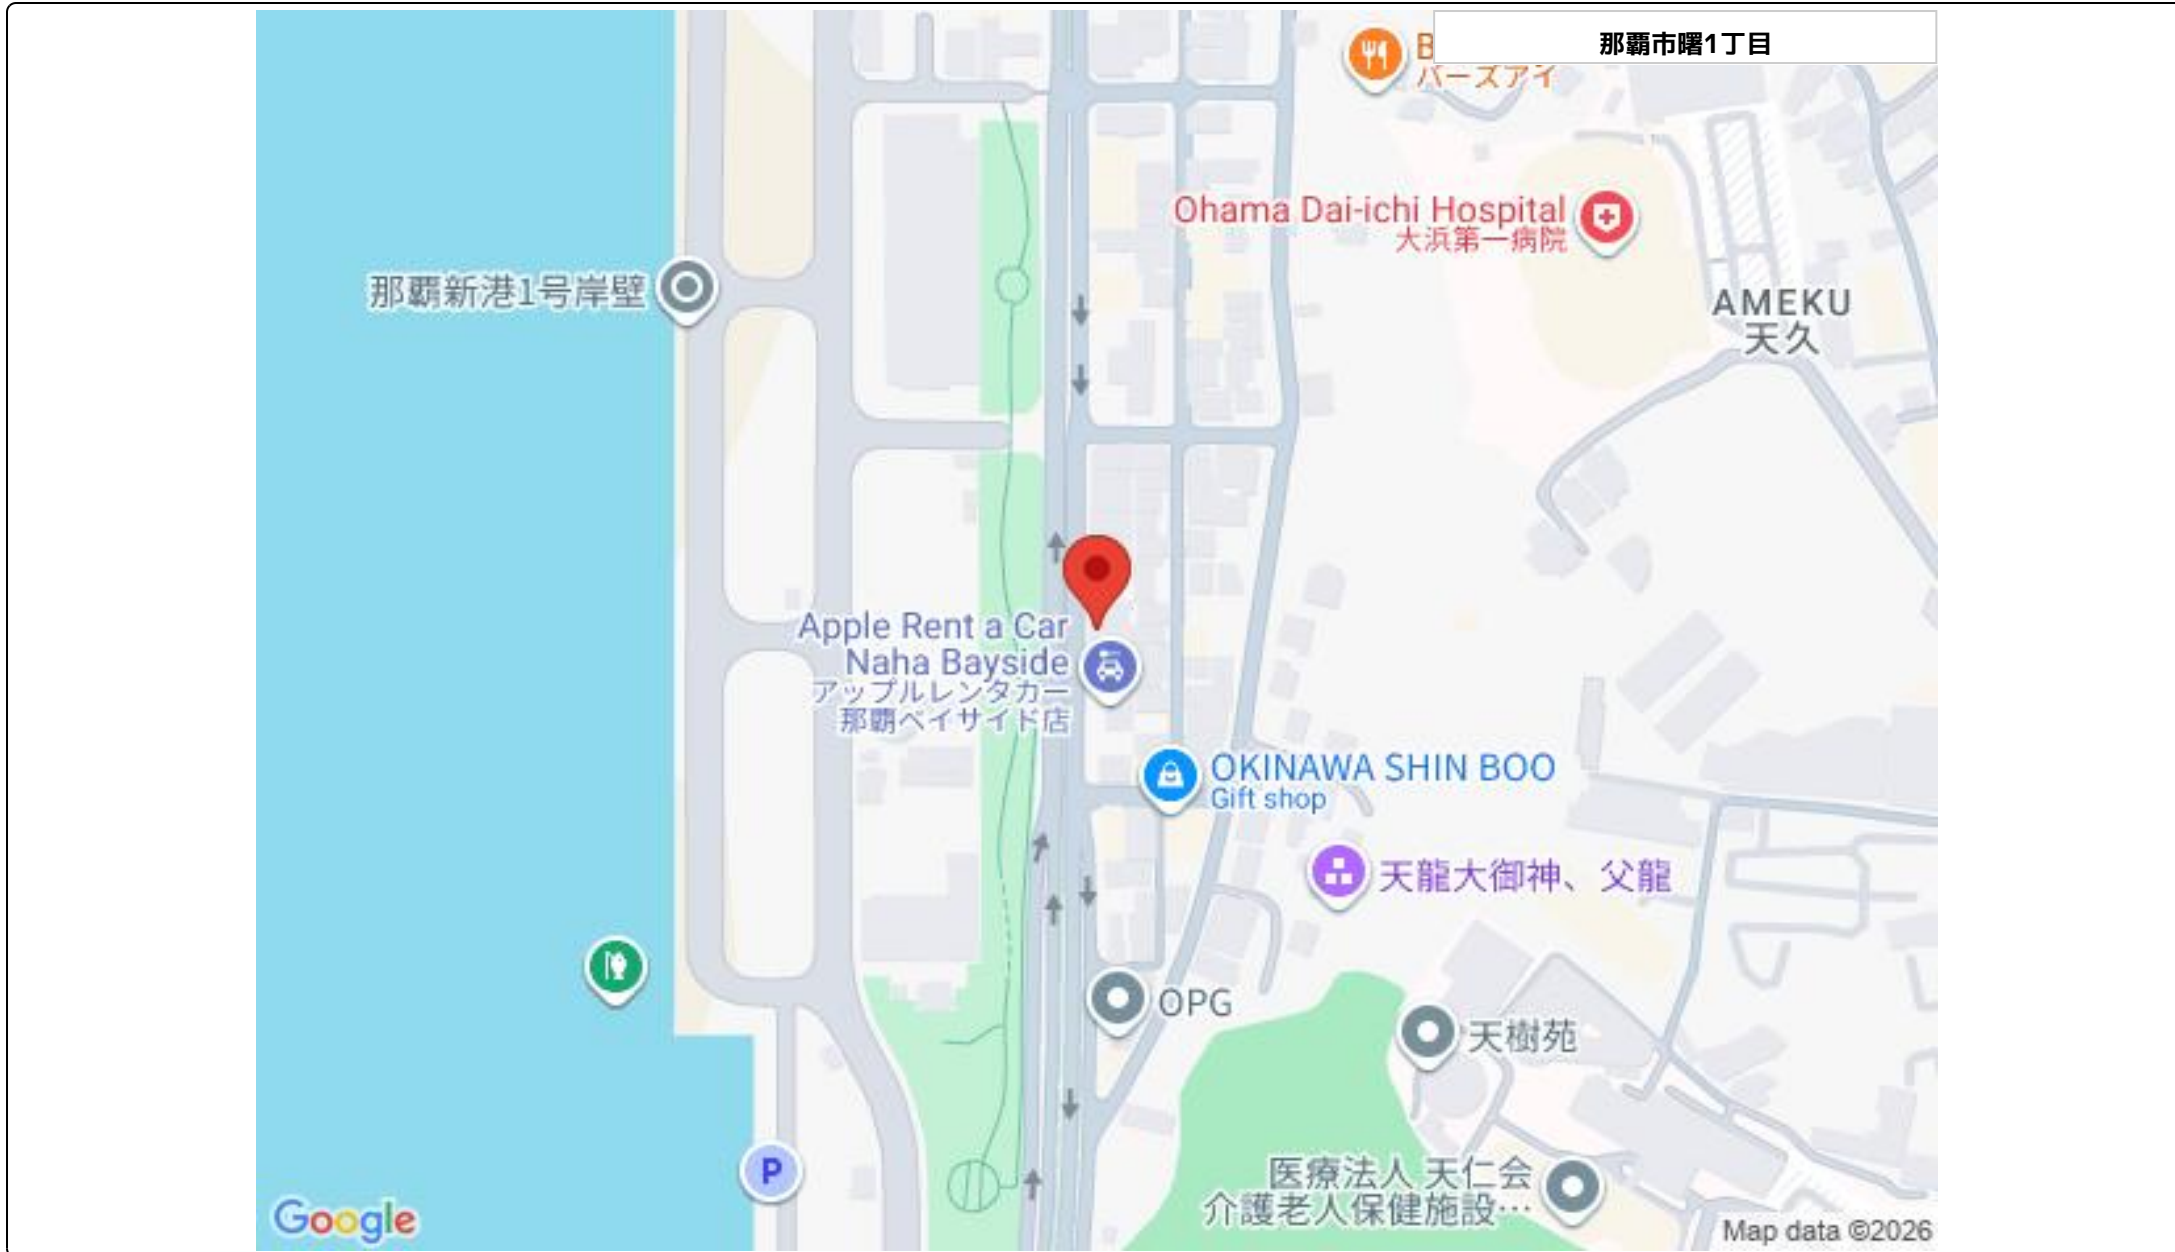 那覇市曙1丁目
バーズアイ
Ohama Dai-ichi Hospital
大浜第一病院
那覇新港1号岸壁
AMEKU
天久
Apple Rent a Car
Naha Bayside
アップルレンタカー
那覇ベイサイド店
OKINAWA SHIN BOO
Gift shop
天龍大御神、父龍
OPG
天樹苑
P
医療法人 天仁会
介護老人保健施設…
Google
Map data ©2026